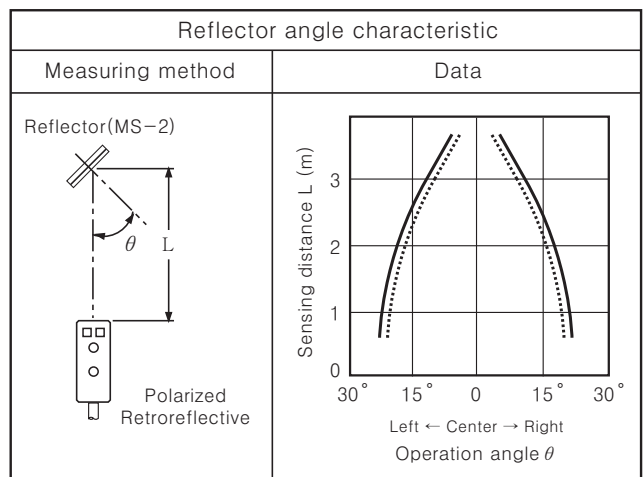 Reflector angle characteristic
Measuring method
Data
Reflector(MS-2)
θ
L
Polarized
Retroreflective
Sensing distance L (m)
3
2
1
0
30° 15° 0 15° 30°
Left ← Center → Right
Operation angle θ